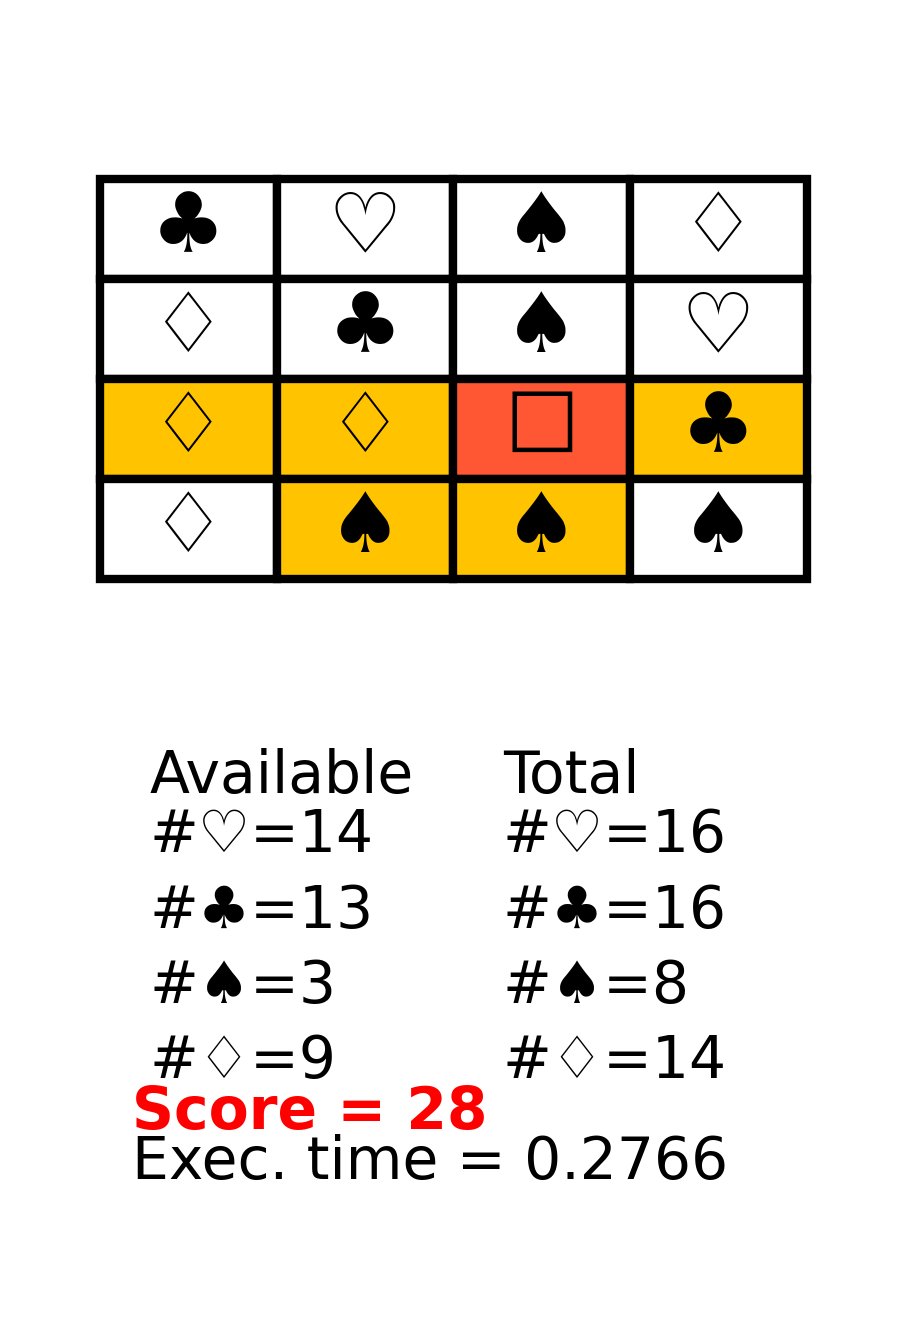 ♣ ♡ ♠ ♢
♢ ♣ ♠ ♡
♢ ♢ □ ♣
♢ ♠ ♠ ♠
Available Total
#♡=14 #♡=16
#♣=13 #♣=16
#♠=3 #♠=8
#♢=9 #♢=14
Score = 28
Exec. time = 0.2766